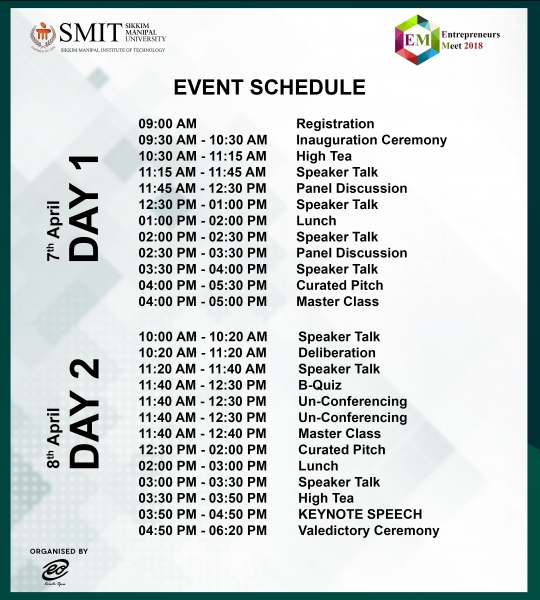 SMIT SIKKIM MANIPAL UNIVERSITY
SIKKIM MANIPAL INSTITUTE OF TECHNOLOGY
EM Entrepreneurs Meet 2018
EVENT SCHEDULE
7th April
DAY 1
09:00 AM Registration
09:30 AM - 10:30 AM Inauguration Ceremony
10:30 AM - 11:15 AM High Tea
11:15 AM - 11:45 AM Speaker Talk
11:45 AM - 12:30 PM Panel Discussion
12:30 PM - 01:00 PM Speaker Talk
01:00 PM - 02:00 PM Lunch
02:00 PM - 02:30 PM Speaker Talk
02:30 PM - 03:30 PM Panel Discussion
03:30 PM - 04:00 PM Speaker Talk
04:00 PM - 05:30 PM Curated Pitch
04:00 PM - 05:00 PM Master Class
8th April
DAY 2
10:00 AM - 10:20 AM Speaker Talk
10:20 AM - 11:20 AM Deliberation
11:20 AM - 11:40 AM Speaker Talk
11:40 AM - 12:30 PM B-Quiz
11:40 AM - 12:30 PM Un-Conferencing
11:40 AM - 12:30 PM Un-Conferencing
11:40 AM - 12:40 PM Master Class
12:30 PM - 02:00 PM Curated Pitch
02:00 PM - 03:00 PM Lunch
03:00 PM - 03:30 PM Speaker Talk
03:30 PM - 03:50 PM High Tea
03:50 PM - 04:50 PM KEYNOTE SPEECH
04:50 PM - 06:20 PM Valedictory Ceremony
ORGANISED BY